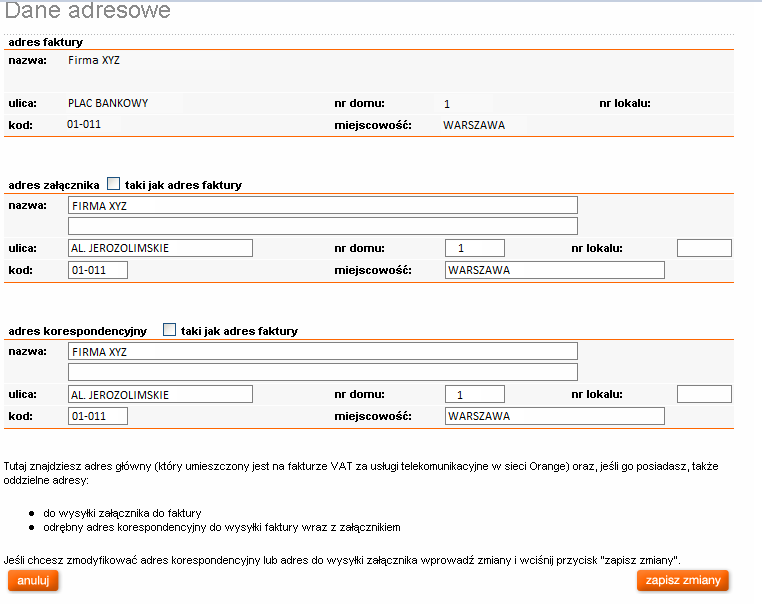 Dane adresowe
adres faktury
nazwa: Firma XYZ
ulica: PLAC BANKOWY nr domu: 1 nr lokalu:
kod: 01-011 miejscowość: WARSZAWA
adres załącznika taki jak adres faktury
nazwa: FIRMA XYZ
ulica: AL. JEROZOLIMSKIE nr domu: 1 nr lokalu:
kod: 01-011 miejscowość: WARSZAWA
adres korespondencyjny taki jak adres faktury
nazwa: FIRMA XYZ
ulica: AL. JEROZOLIMSKIE nr domu: 1 nr lokalu:
kod: 01-011 miejscowość: WARSZAWA
Tutaj znajdziesz adres główny (który umieszczony jest na fakturze VAT za usługi telekomunikacyjne w sieci Orange) oraz, jeśli go posiadasz, także
oddzielne adresy:
• do wysyłki załącznika do faktury
• odrębny adres korespondencyjny do wysyłki faktury wraz z załącznikiem
Jeśli chcesz zmodyfikować adres korespondencyjny lub adres do wysyłki załącznika wprowadź zmiany i wciśnij przycisk "zapisz zmiany".
anuluj zapisz zmiany